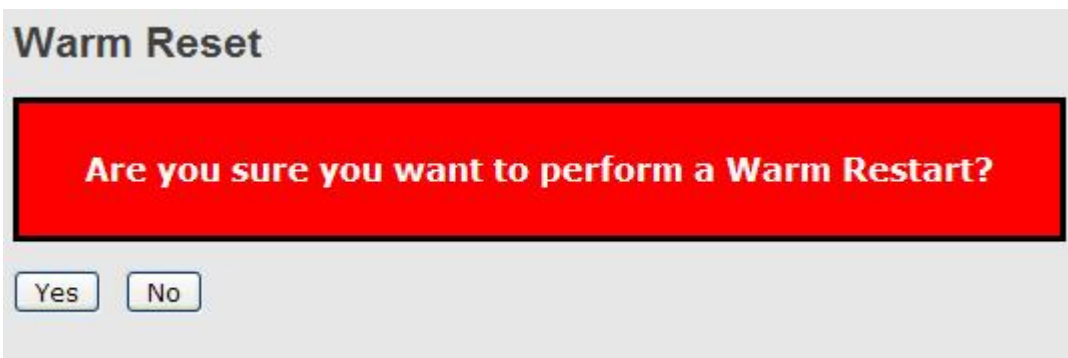 Warm Reset
Are you sure you want to perform a Warm Restart?
Yes No